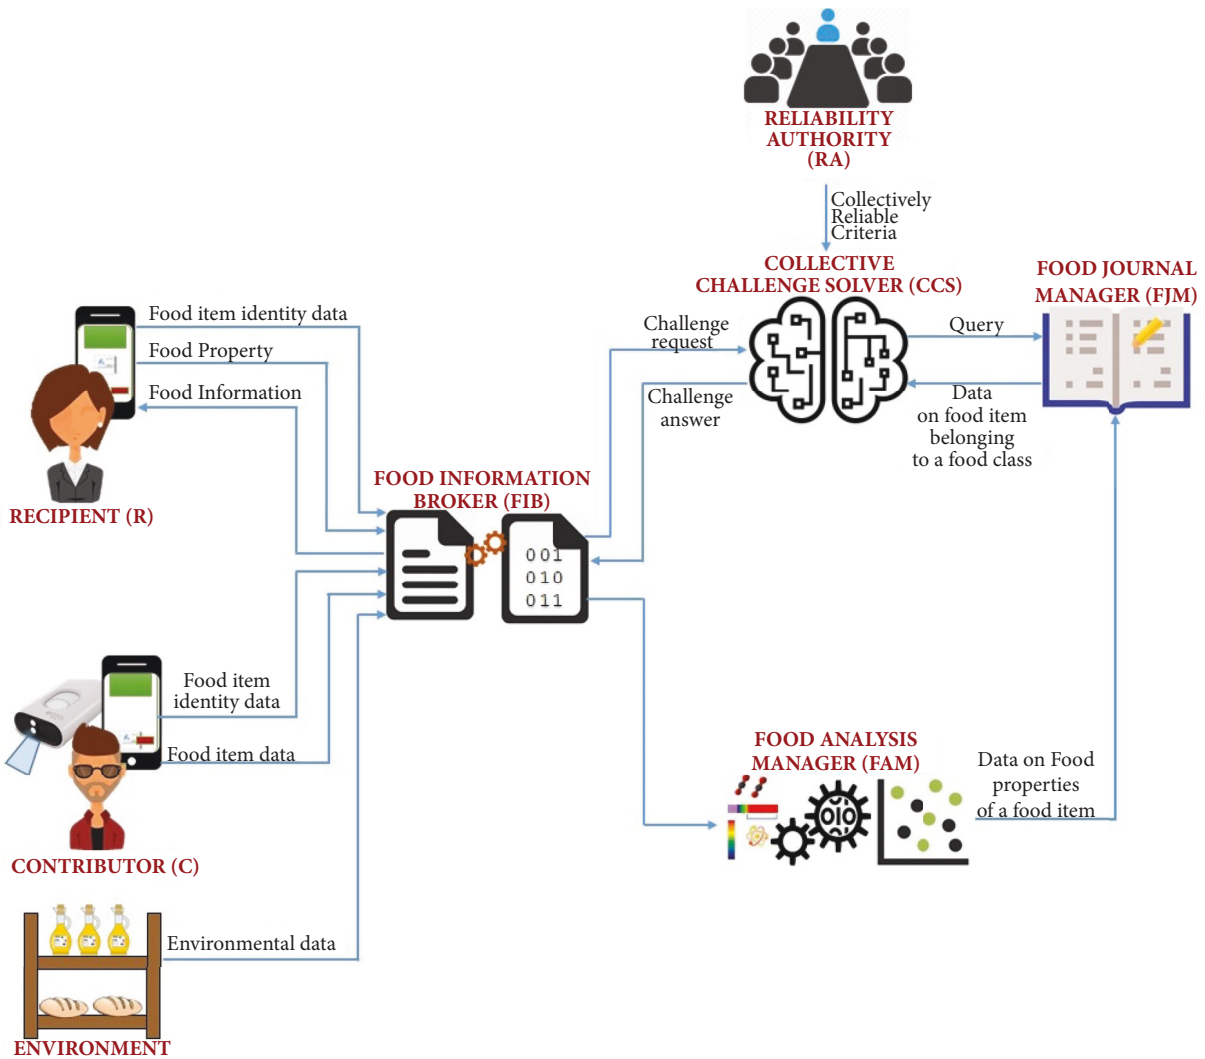 RELIABILITY
AUTHORITY
(RA)
Collectively
Reliable
Criteria
COLLECTIVE
CHALLENGE SOLVER (CCS)
FOOD JOURNAL
MANAGER (FJM)
Food item identity data
Food Property
Food Information
RECIPIENT (R)
Challenge
request
Challenge
answer
Query
Data
on food item
belonging
to a food class
FOOD INFORMATION
BROKER (FIB)
001
010
011
Food item
identity data
Food item data
CONTRIBUTOR (C)
FOOD ANALYSIS
MANAGER (FAM)
Data on Food
properties
of a food item
Environmental data
ENVIRONMENT